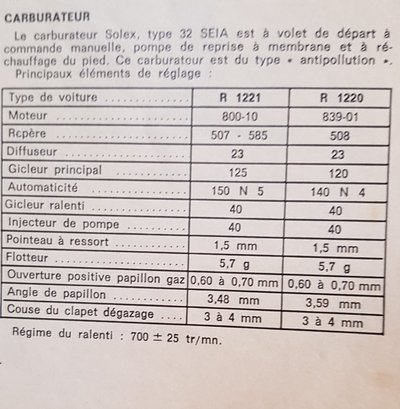 CARBURATEUR
Le carburateur Solex, type 32 SEIA est à volet de départ à
commande manuelle, pompe de reprise à membrane et à ré-
chauffage du pied. Ce carburateur est du type « antipollution ».
Principaux éléments de réglage :
Type de voiture R 1221 R 1220
Moteur 800-10 839-01
Repère 507 - 585 508
Diffuseur 23 23
Gicleur principal 125 120
Automaticité 150 N 5 140 N 4
Gicleur ralenti 40 40
Injecteur de pompe 40 40
Pointeau à ressort 1,5 mm 1,5 mm
Flotteur 5,7 g 5,7 g
Ouverture positive papillon gaz 0,60 à 0,70 mm 0,60 à 0,70 mm
Angle de papillon 3,48 mm 3,59 mm
Couse du clapet dégazage 3 à 4 mm 3 à 4 mm
Régime du ralenti : 700 ± 25 tr/mn.